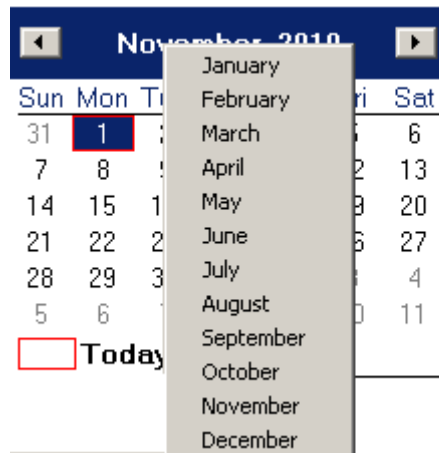 November 2010
Sun Mon Sat
31 1 6
7 8 13
14 15 20
21 22 27
28 29 4
5 6 11
Today
January
February
March
April
May
June
July
August
September
October
November
December